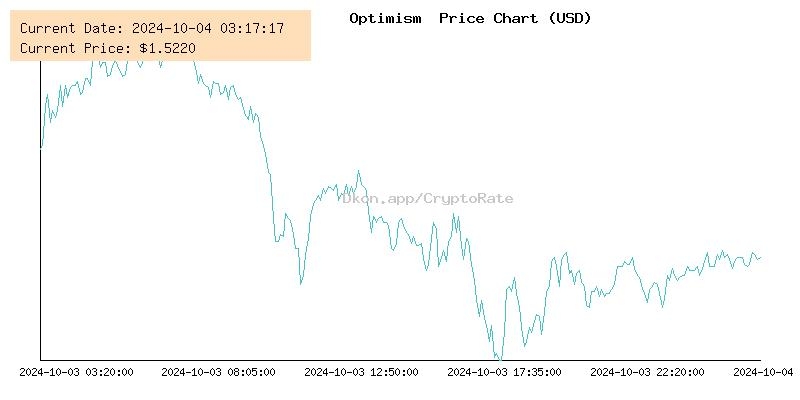 Optimism  Price Chart (USD)
Current Date: 2024-10-04 03:17:17
Current Price: $1.5220
Dkon.app/CryptoRate
2024-10-03 03:20:00 2024-10-03 08:05:00 2024-10-03 12:50:00 2024-10-03 17:35:00 2024-10-03 22:20:00 2024-10-04